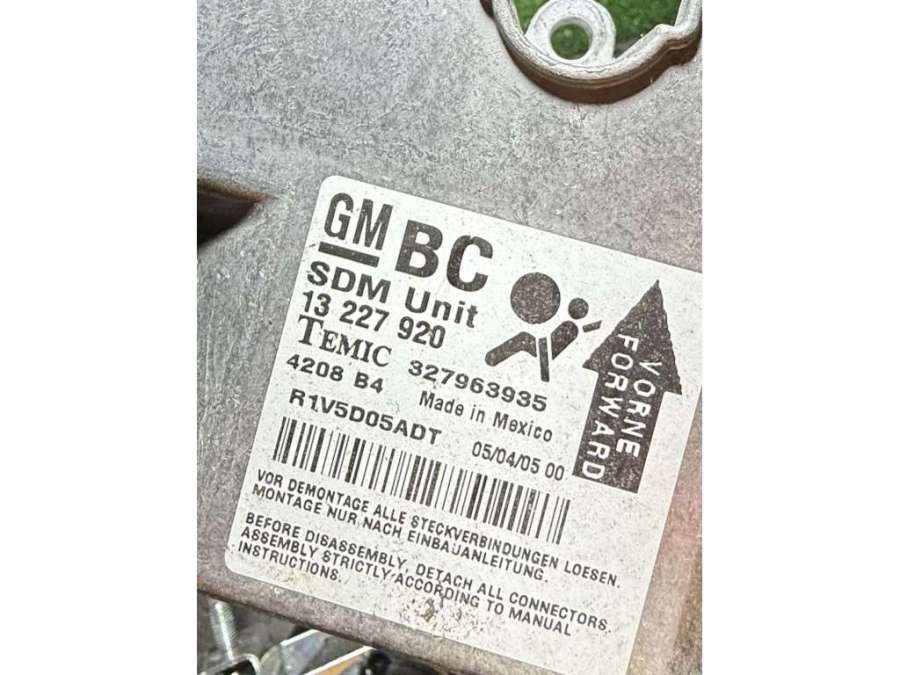 GM BC
SDM Unit
13 227 920
TEMIC 327963935
4208 B4 Made in Mexico
R1V5D05ADT 05/04/05 00
VORNE
FORWARD
VOR DEMONTAGE ALLE STECKVERBINDUNGEN LOESEN.
MONTAGE NUR NACH EINBAUANLEITUNG.
BEFORE DISASSEMBLY, DETACH ALL CONNECTORS.
ASSEMBLY STRICTLY ACCORDING TO MANUAL
INSTRUCTIONS.